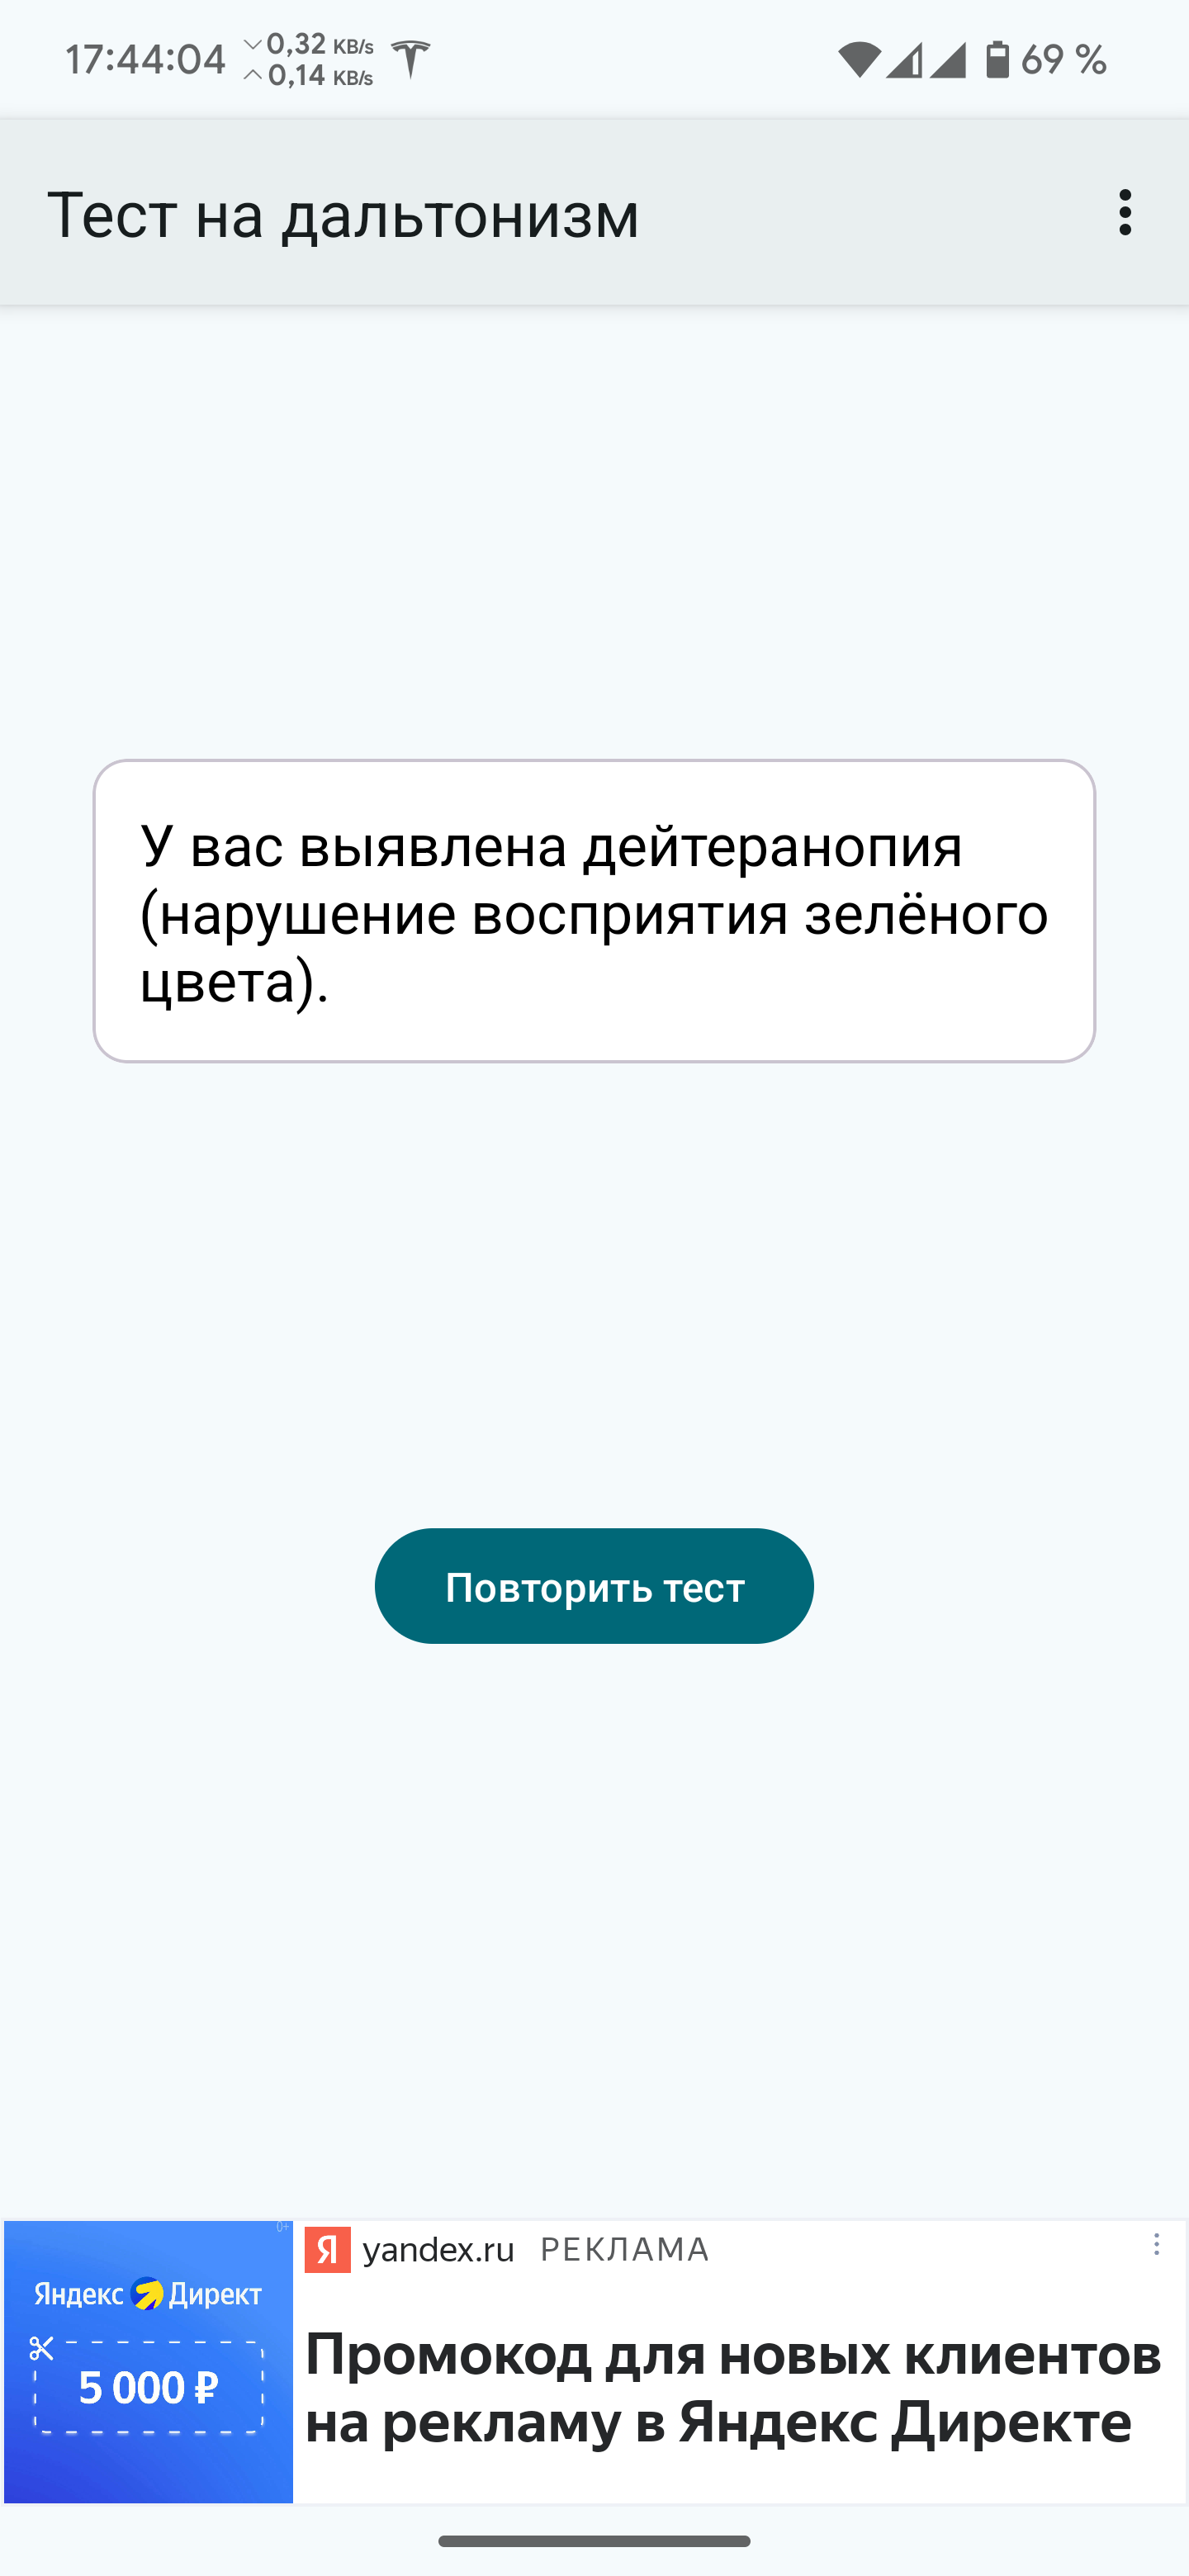 17:44:04
0,32 KB/s
0,14 KB/s
69 %
Тест на дальтонизм
У вас выявлена дейтеранопия
(нарушение восприятия зелёного
цвета).
Повторить тест
0+
Яндекс Директ
5 000 ₽
Я yandex.ru РЕКЛАМА
Промокод для новых клиентов
на рекламу в Яндекс Директе